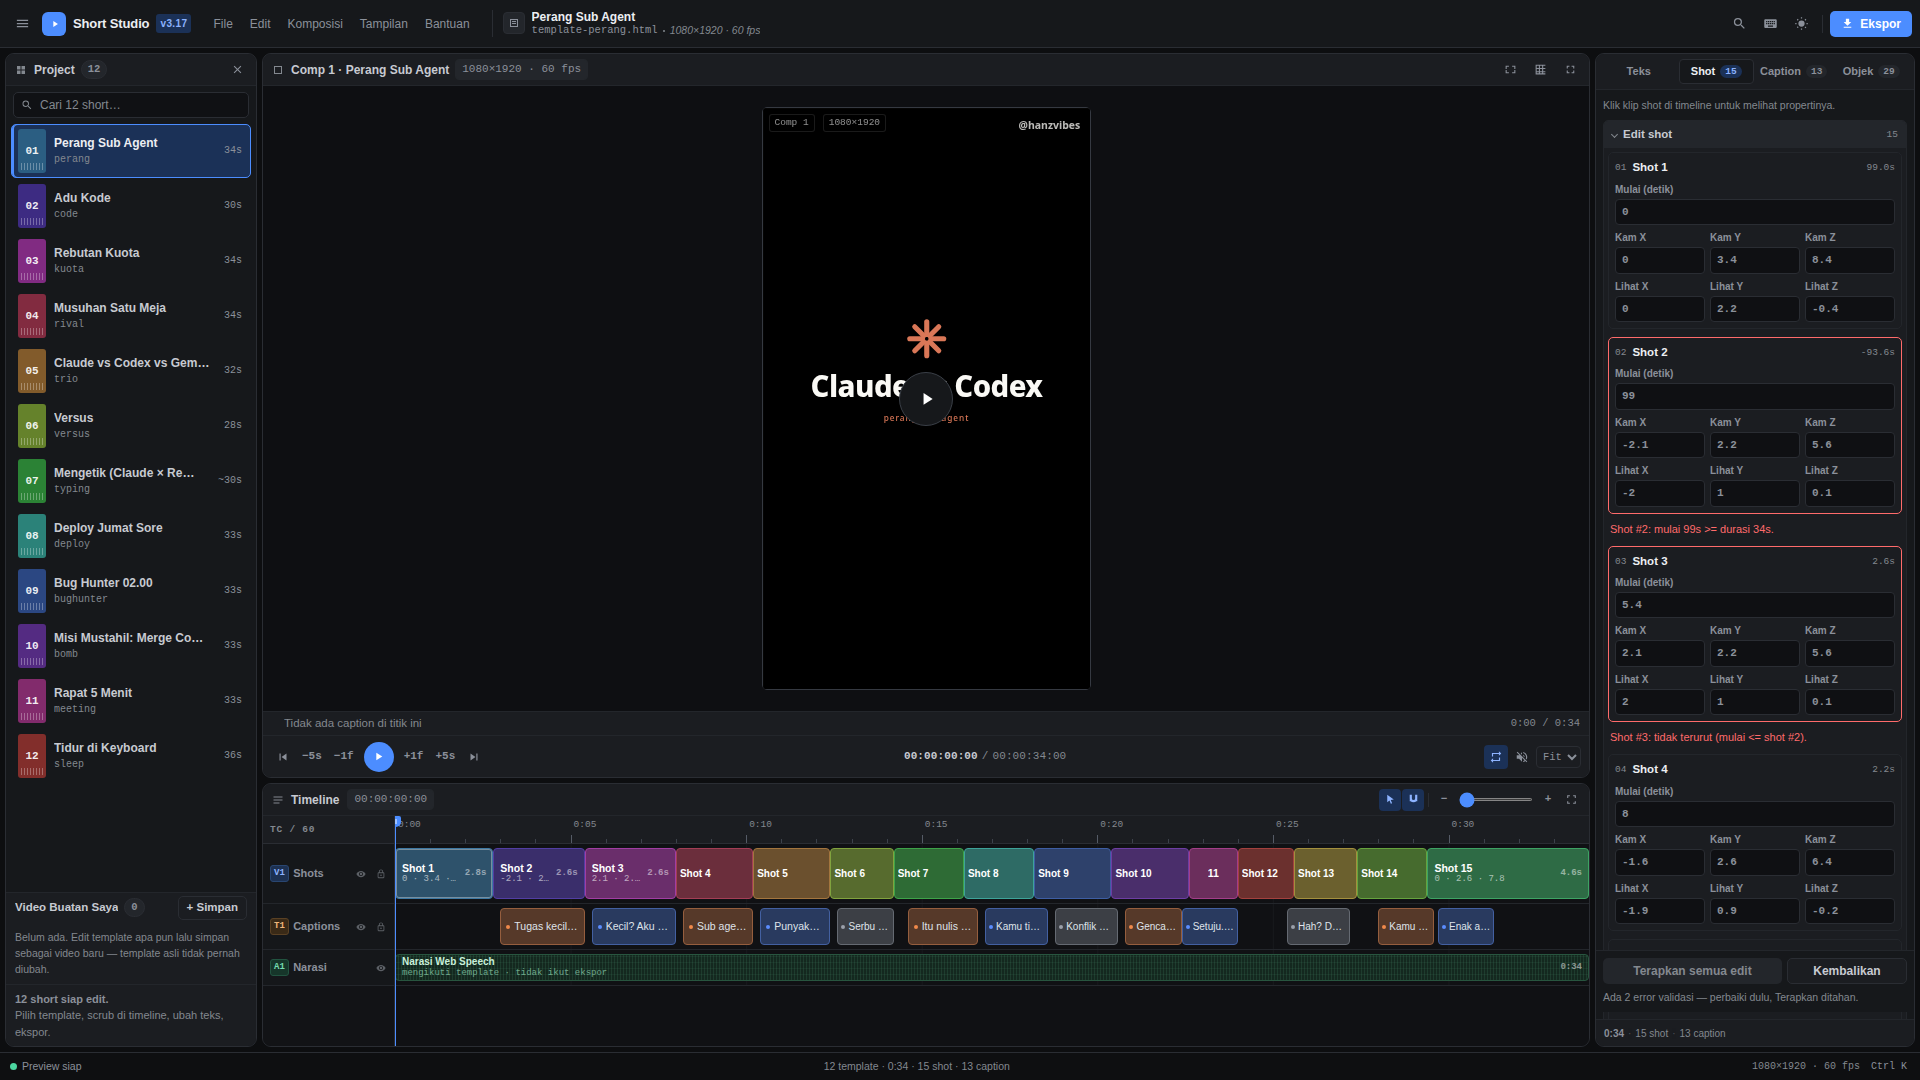 Short Studio v3.17 File Edit Komposisi Tampilan Bantuan
Perang Sub Agent
template-perang.html · 1080×1920 · 60 fps
Ekspor
Project 12
Cari 12 short…
01 Perang Sub Agent 34s
perang
02 Adu Kode 30s
code
03 Rebutan Kuota 34s
kuota
04 Musuhan Satu Meja 34s
rival
05 Claude vs Codex vs Gem… 32s
trio
06 Versus 28s
versus
07 Mengetik (Claude × Re… ~30s
typing
08 Deploy Jumat Sore 33s
deploy
09 Bug Hunter 02.00 33s
bughunter
10 Misi Mustahil: Merge Co… 33s
bomb
11 Rapat 5 Menit 33s
meeting
12 Tidur di Keyboard 36s
sleep
Video Buatan Saya 0 + Simpan
Belum ada. Edit template apa pun lalu simpan
sebagai video baru — template asli tidak pernah
diubah.
12 short siap edit.
Pilih template, scrub di timeline, ubah teks,
ekspor.
Comp 1 · Perang Sub Agent 1080×1920 · 60 fps
Comp 1 1080×1920 @hanzvibes
Claude Codex
Tidak ada caption di titik ini 0:00 / 0:34
−5s −1f +1f +5s 00:00:00:00 / 00:00:34:00 Fit
Timeline 00:00:00:00 − +
TC / 60 0:00 0:05 0:10 0:15 0:20 0:25 0:30
V1 Shots
Shot 1 2.8s
0 · 3.4 ·…
Shot 2 2.6s
-2.1 · 2…
Shot 3 2.6s
2.1 · 2.…
Shot 4
Shot 5
Shot 6
Shot 7
Shot 8
Shot 9
Shot 10
11
Shot 12
Shot 13
Shot 14
Shot 15 4.6s
0 · 2.6 · 7.8
T1 Captions
Tugas kecil…
Kecil? Aku …
Sub age…
Punyak…
Serbu …
Itu nulis …
Kamu ti…
Konflik …
Genca…
Setuju.…
Hah? D…
Kamu …
Enak a…
A1 Narasi
Narasi Web Speech
mengikuti template · tidak ikut ekspor 0:34
Teks Shot 15 Caption 13 Objek 29
Klik klip shot di timeline untuk melihat propertinya.
Edit shot 15
01 Shot 1 99.0s
Mulai (detik)
0
Kam X Kam Y Kam Z
0 3.4 8.4
Lihat X Lihat Y Lihat Z
0 2.2 -0.4
02 Shot 2 -93.6s
Mulai (detik)
99
Kam X Kam Y Kam Z
-2.1 2.2 5.6
Lihat X Lihat Y Lihat Z
-2 1 0.1
Shot #2: mulai 99s >= durasi 34s.
03 Shot 3 2.6s
Mulai (detik)
5.4
Kam X Kam Y Kam Z
2.1 2.2 5.6
Lihat X Lihat Y Lihat Z
2 1 0.1
Shot #3: tidak terurut (mulai <= shot #2).
04 Shot 4 2.2s
Mulai (detik)
8
Kam X Kam Y Kam Z
-1.6 2.6 6.4
Lihat X Lihat Y Lihat Z
-1.9 0.9 -0.2
Terapkan semua edit Kembalikan
Ada 2 error validasi — perbaiki dulu, Terapkan ditahan.
0:34 · 15 shot · 13 caption
Preview siap 12 template · 0:34 · 15 shot · 13 caption 1080×1920 · 60 fps Ctrl K